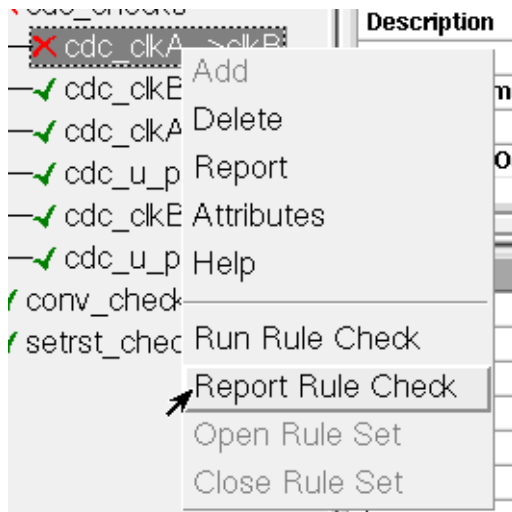 Description
cdc_clkA_->clkB
Add
cdc_clkB
cdc_clkA
Delete
cdc_u_p
Report
cdc_clkB
Attributes
cdc_u_p
Help
conv_check
setrst_chec
Run Rule Check
Report Rule Check
Open Rule Set
Close Rule Set